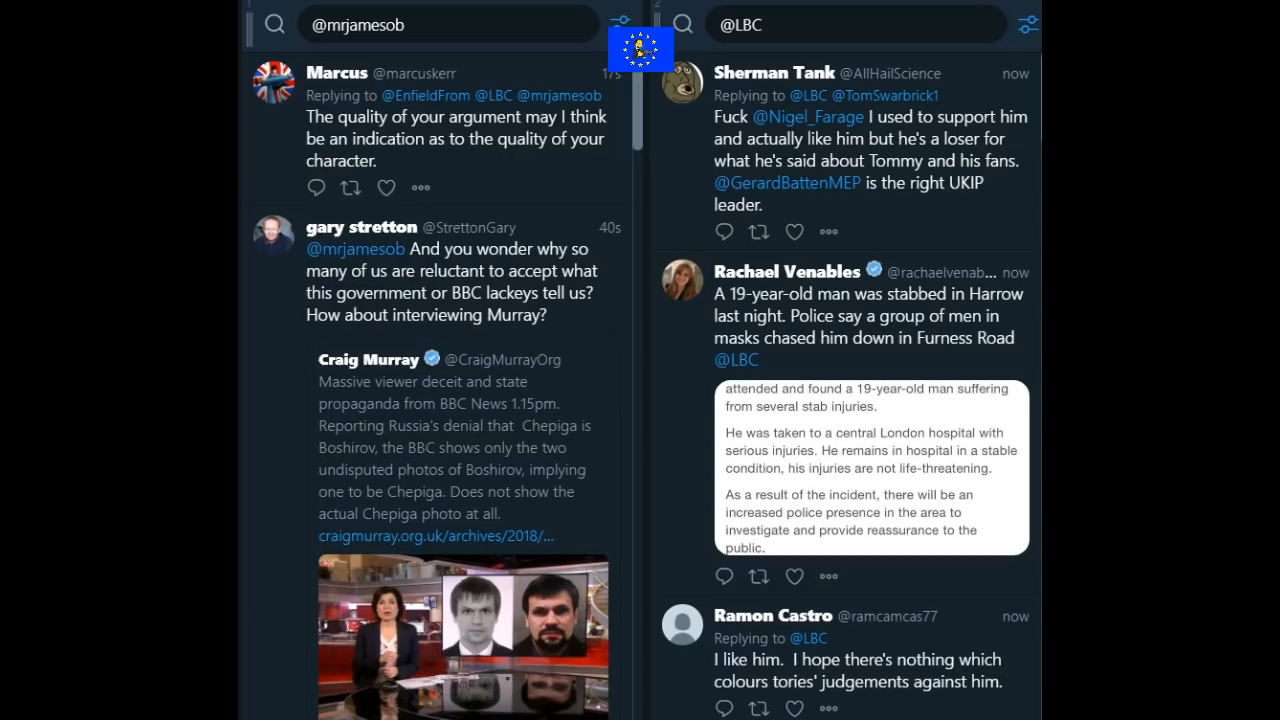 1
@mrjamesob
Marcus @marcuskerr 17s
Replying to @EnfieldFrom @LBC @mrjamesob
The quality of your argument may I think
be an indication as to the quality of your
character.
gary stretton @StrettonGary 40s
@mrjamesob And you wonder why so
many of us are reluctant to accept what
this government or BBC lackeys tell us?
How about interviewing Murray?
Craig Murray @CraigMurrayOrg
Massive viewer deceit and state
propaganda from BBC News 1.15pm.
Reporting Russia's denial that Chepiga is
Boshirov, the BBC shows only the two
undisputed photos of Boshirov, implying
one to be Chepiga. Does not show the
actual Chepiga photo at all.
craigmurray.org.uk/archives/2018/...
2
@LBC
Sherman Tank @AllHailScience now
Replying to @LBC @TomSwarbrick1
Fuck @Nigel_Farage I used to support him
and actually like him but he's a loser for
what he's said about Tommy and his fans.
@GerardBattenMEP is the right UKIP
leader.
Rachael Venables @rachaelvenab... now
A 19-year-old man was stabbed in Harrow
last night. Police say a group of men in
masks chased him down in Furness Road
@LBC
attended and found a 19-year-old man suffering
from several stab injuries.
He was taken to a central London hospital with
serious injuries. He remains in hospital in a stable
condition, his injuries are not life-threatening.
As a result of the incident, there will be an
increased police presence in the area to
investigate and provide reassurance to the
public.
Ramon Castro @ramcamcas77 now
Replying to @LBC
I like him. I hope there's nothing which
colours tories' judgements against him.